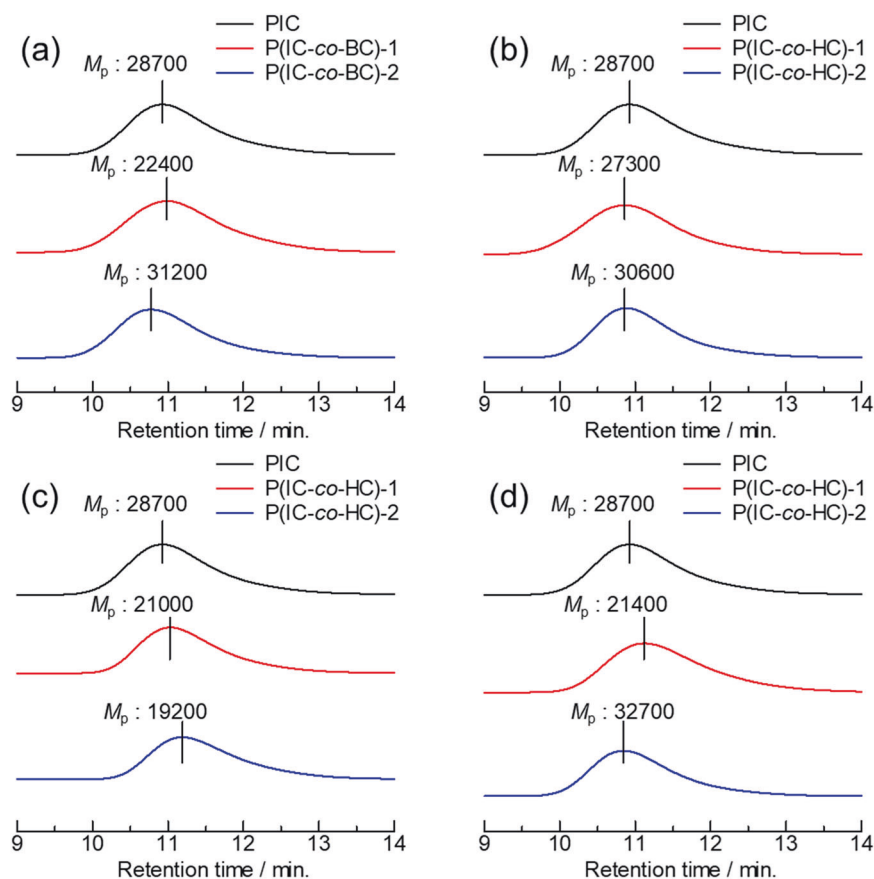 (a)
PIC
P(IC-co-BC)-1
P(IC-co-BC)-2
Mp : 28700
Mp : 22400
Mp : 31200
9 10 11 12 13 14
Retention time / min.
(b)
PIC
P(IC-co-HC)-1
P(IC-co-HC)-2
Mp : 28700
Mp : 27300
Mp : 30600
9 10 11 12 13 14
Retention time / min.
(c)
PIC
P(IC-co-HC)-1
P(IC-co-HC)-2
Mp : 28700
Mp : 21000
Mp : 19200
9 10 11 12 13 14
Retention time / min.
(d)
PIC
P(IC-co-HC)-1
P(IC-co-HC)-2
Mp : 28700
Mp : 21400
Mp : 32700
9 10 11 12 13 14
Retention time / min.